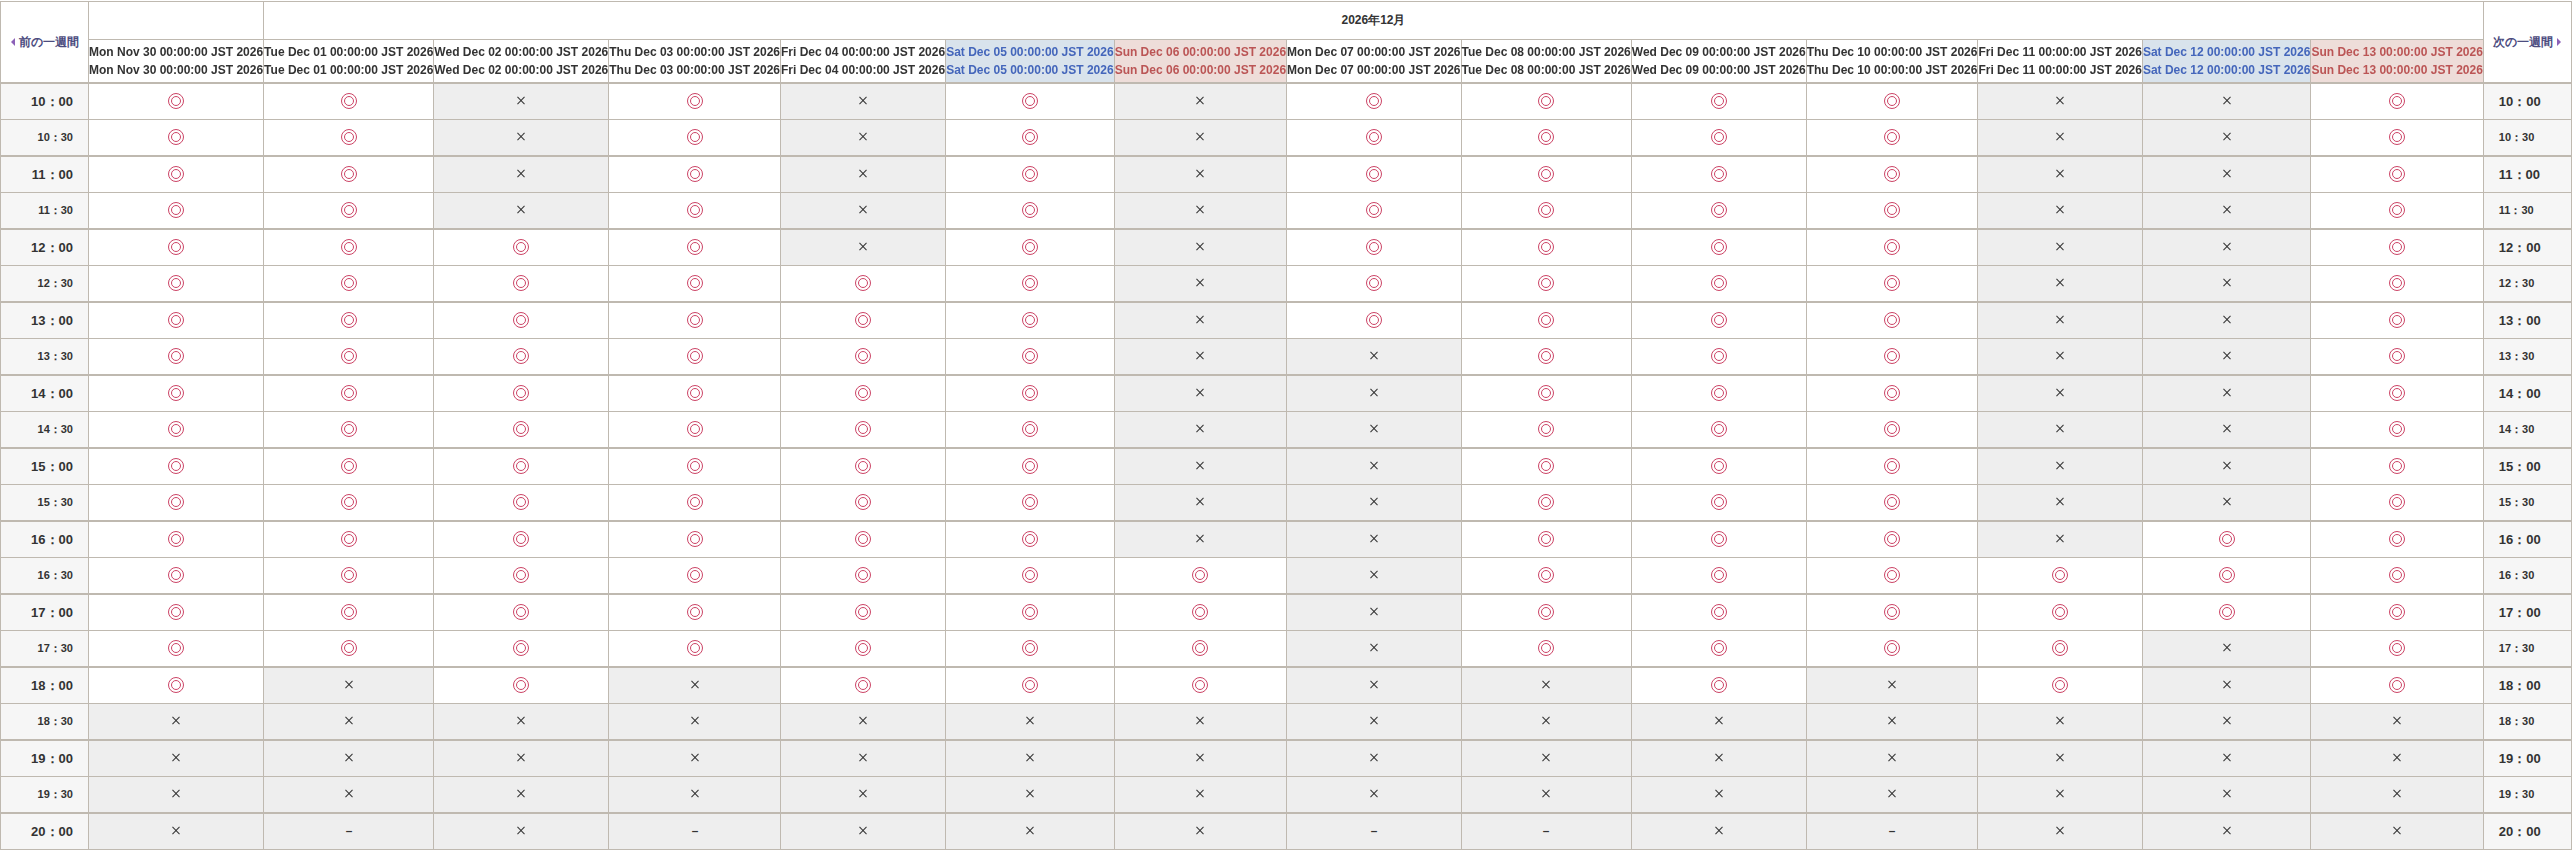 2026年12月
前の一週間
次の一週間
Mon Nov 30 00:00:00 JST 2026 Tue Dec 01 00:00:00 JST 2026 Wed Dec 02 00:00:00 JST 2026 Thu Dec 03 00:00:00 JST 2026 Fri Dec 04 00:00:00 JST 2026 Sat Dec 05 00:00:00 JST 2026 Sun Dec 06 00:00:00 JST 2026 Mon Dec 07 00:00:00 JST 2026 Tue Dec 08 00:00:00 JST 2026 Wed Dec 09 00:00:00 JST 2026 Thu Dec 10 00:00:00 JST 2026 Fri Dec 11 00:00:00 JST 2026 Sat Dec 12 00:00:00 JST 2026 Sun Dec 13 00:00:00 JST 2026
Mon Nov 30 00:00:00 JST 2026 Tue Dec 01 00:00:00 JST 2026 Wed Dec 02 00:00:00 JST 2026 Thu Dec 03 00:00:00 JST 2026 Fri Dec 04 00:00:00 JST 2026 Sat Dec 05 00:00:00 JST 2026 Sun Dec 06 00:00:00 JST 2026 Mon Dec 07 00:00:00 JST 2026 Tue Dec 08 00:00:00 JST 2026 Wed Dec 09 00:00:00 JST 2026 Thu Dec 10 00:00:00 JST 2026 Fri Dec 11 00:00:00 JST 2026 Sat Dec 12 00:00:00 JST 2026 Sun Dec 13 00:00:00 JST 2026
10：00 ◎ ◎ × ◎ × ◎ × ◎ ◎ ◎ ◎ × × ◎ 10：00
10：30 ◎ ◎ × ◎ × ◎ × ◎ ◎ ◎ ◎ × × ◎ 10：30
11：00 ◎ ◎ × ◎ × ◎ × ◎ ◎ ◎ ◎ × × ◎ 11：00
11：30 ◎ ◎ × ◎ × ◎ × ◎ ◎ ◎ ◎ × × ◎ 11：30
12：00 ◎ ◎ ◎ ◎ × ◎ × ◎ ◎ ◎ ◎ × × ◎ 12：00
12：30 ◎ ◎ ◎ ◎ ◎ ◎ × ◎ ◎ ◎ ◎ × × ◎ 12：30
13：00 ◎ ◎ ◎ ◎ ◎ ◎ × ◎ ◎ ◎ ◎ × × ◎ 13：00
13：30 ◎ ◎ ◎ ◎ ◎ ◎ × × ◎ ◎ ◎ × × ◎ 13：30
14：00 ◎ ◎ ◎ ◎ ◎ ◎ × × ◎ ◎ ◎ × × ◎ 14：00
14：30 ◎ ◎ ◎ ◎ ◎ ◎ × × ◎ ◎ ◎ × × ◎ 14：30
15：00 ◎ ◎ ◎ ◎ ◎ ◎ × × ◎ ◎ ◎ × × ◎ 15：00
15：30 ◎ ◎ ◎ ◎ ◎ ◎ × × ◎ ◎ ◎ × × ◎ 15：30
16：00 ◎ ◎ ◎ ◎ ◎ ◎ × × ◎ ◎ ◎ × ◎ ◎ 16：00
16：30 ◎ ◎ ◎ ◎ ◎ ◎ ◎ × ◎ ◎ ◎ ◎ ◎ ◎ 16：30
17：00 ◎ ◎ ◎ ◎ ◎ ◎ ◎ × ◎ ◎ ◎ ◎ ◎ ◎ 17：00
17：30 ◎ ◎ ◎ ◎ ◎ ◎ ◎ × ◎ ◎ ◎ ◎ × ◎ 17：30
18：00 ◎ × ◎ × ◎ ◎ ◎ × × ◎ × ◎ × ◎ 18：00
18：30 × × × × × × × × × × × × × × 18：30
19：00 × × × × × × × × × × × × × × 19：00
19：30 × × × × × × × × × × × × × × 19：30
20：00 × － × － × × × － － × － × × × 20：00